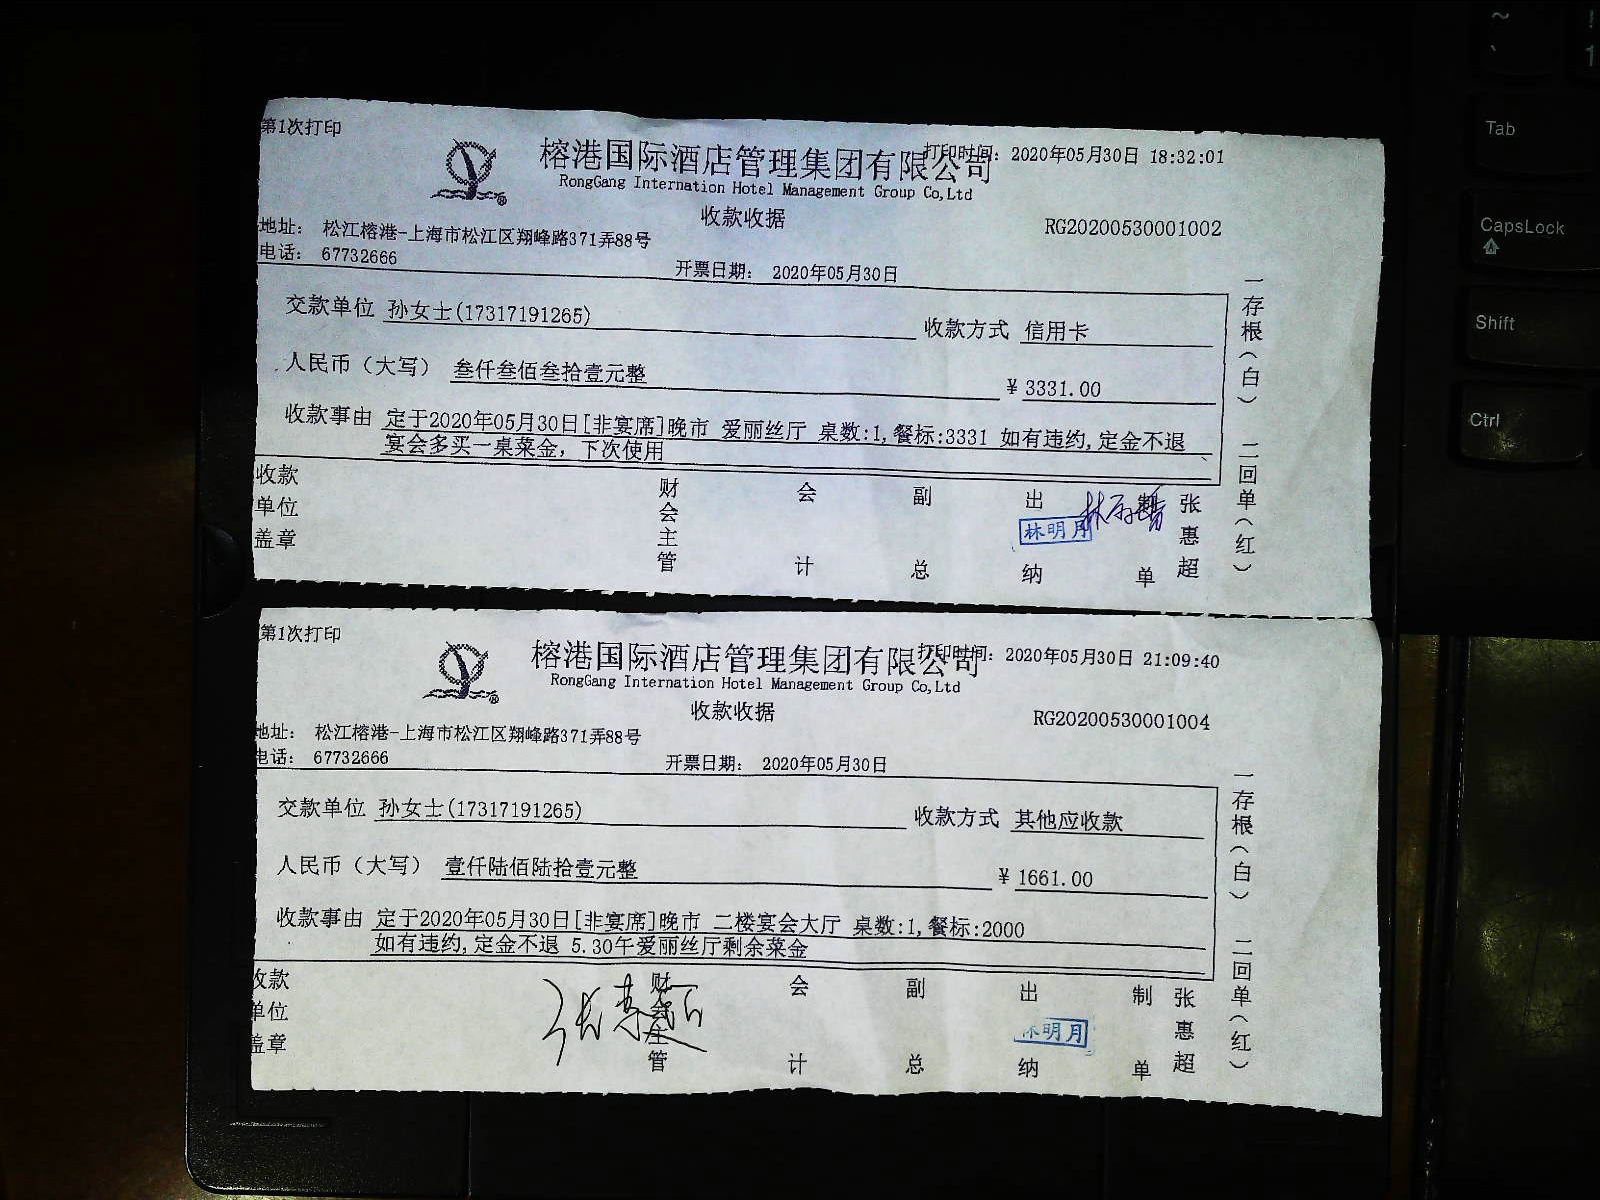 第1次打印
打印时间： 2020年05月30日 18:32:01
榕港国际酒店管理集团有限公司
RongGang Internation Hotel Management Group Co,Ltd
收款收据
RG20200530001002
地址： 松江榕港-上海市松江区翔峰路371弄88号
电话： 67732666
开票日期： 2020年05月30日
交款单位 孙女士(17317191265) 收款方式 信用卡
人民币（大写） 叁仟叁佰叁拾壹元整 ￥3331.00
收款事由 定于2020年05月30日[非宴席]晚市 爱丽丝厅 桌数:1,餐标:3331 如有违约,定金不退
宴会多买一桌菜金，下次使用
收款单位盖章 财会主管 会计 副总 出纳 林明月 制单 张惠超
一存根（白） 二回单（红）
第1次打印
打印时间： 2020年05月30日 21:09:40
榕港国际酒店管理集团有限公司
RongGang Internation Hotel Management Group Co,Ltd
收款收据
RG20200530001004
地址： 松江榕港-上海市松江区翔峰路371弄88号
电话： 67732666
开票日期： 2020年05月30日
交款单位 孙女士(17317191265) 收款方式 其他应收款
人民币（大写） 壹仟陆佰陆拾壹元整 ￥1661.00
收款事由 定于2020年05月30日[非宴席]晚市 二楼宴会大厅 桌数:1,餐标:2000
如有违约,定金不退 5.30午爱丽丝厅剩余菜金
收款单位盖章 财会主管 会计 副总 出纳 林明月 制单 张惠超
一存根（白） 二回单（红）
~
`
!
1
Tab
CapsLock
Shift
Ctrl